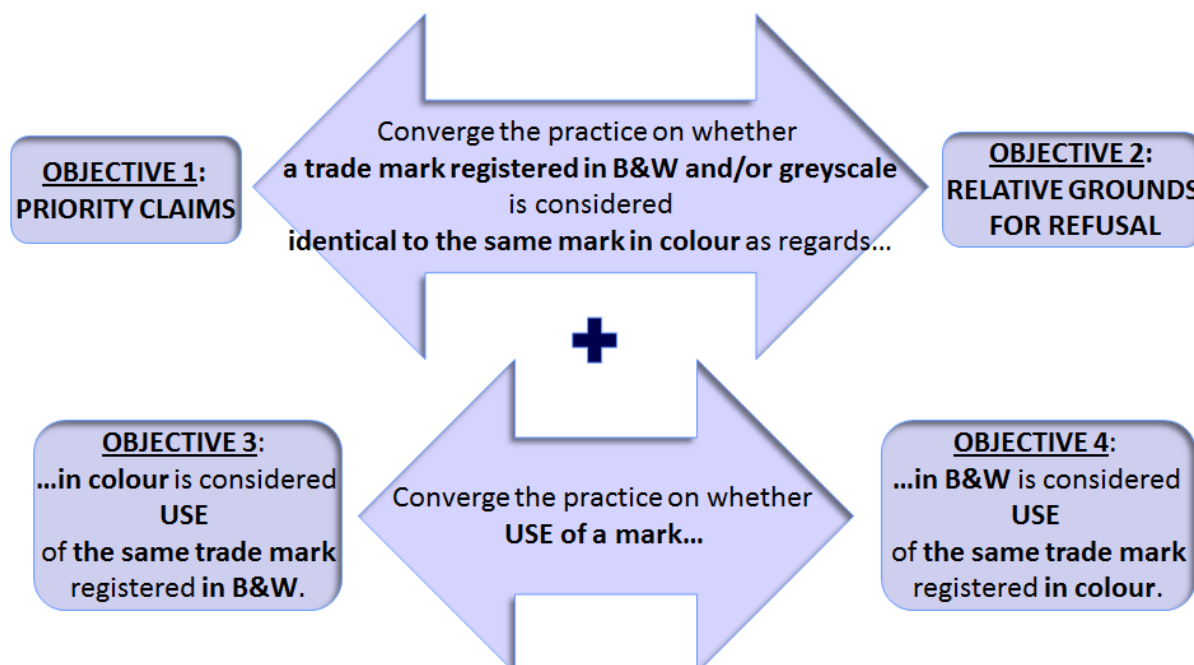 OBJECTIVE 1:
PRIORITY CLAIMS
Converge the practice on whether
a trade mark registered in B&W and/or greyscale
is considered
identical to the same mark in colour as regards...
OBJECTIVE 2:
RELATIVE GROUNDS
FOR REFUSAL
OBJECTIVE 3:
...in colour is considered
USE
of the same trade mark
registered in B&W.
Converge the practice on whether
USE of a mark...
OBJECTIVE 4:
...in B&W is considered
USE
of the same trade mark
registered in colour.